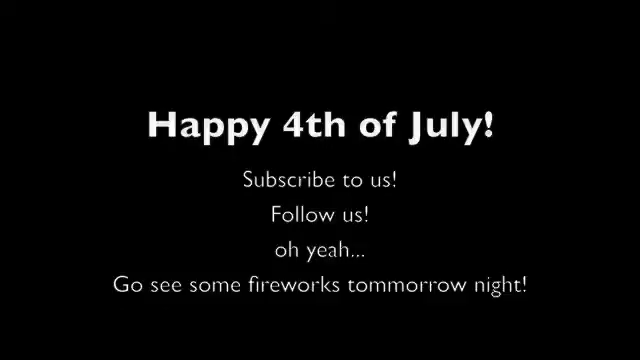 Happy 4th of July!
Subscribe to us!
Follow us!
oh yeah...
Go see some fireworks tommorrow night!